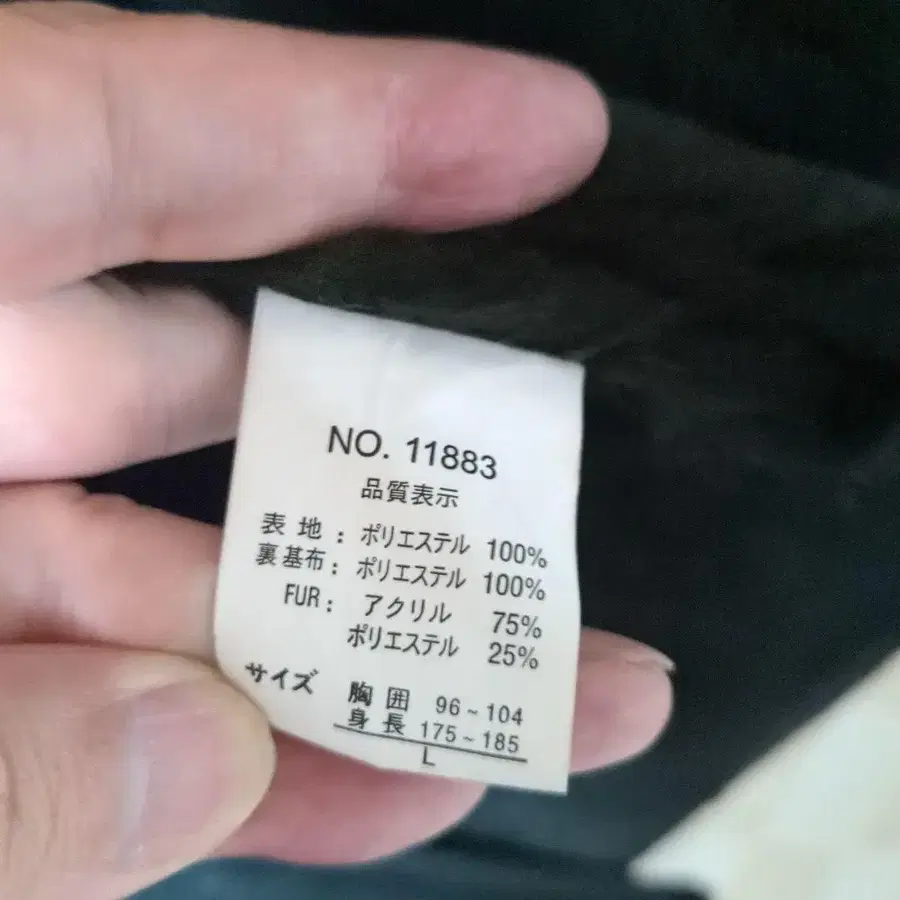 NO. 11883
品質表示
表 地 : ポリエステル 100%
裏基布 : ポリエステル 100%
FUR : アクリル 75%
ポリエステル 25%
サイズ 胸 囲 96~104
身 長 175~185
L